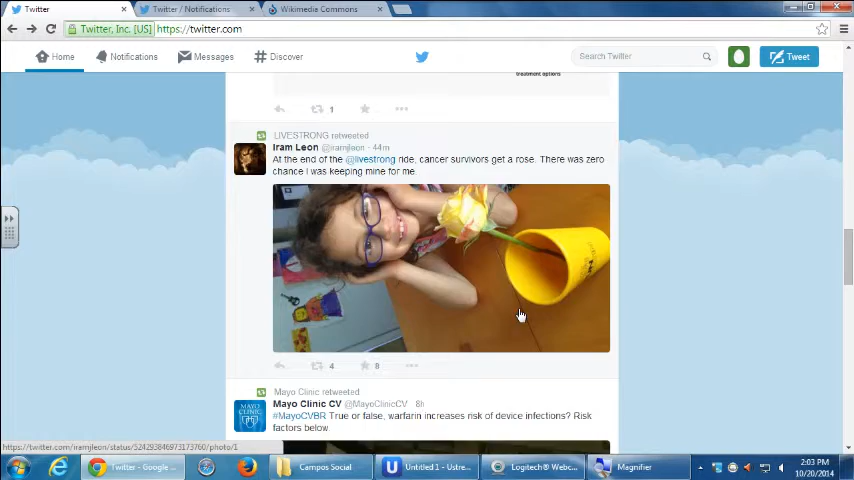 Twitter
Twitter / Notifications
Wikimedia Commons
Twitter, Inc. [US] https://twitter.com
Home
Notifications
Messages
# Discover
Search Twitter
Tweet
treatment options
1
LIVESTRONG retweeted
Iram Leon @iramjleon · 44m
At the end of the @livestrong ride, cancer survivors get a rose. There was zero
chance I was keeping mine for me.
4
8
Mayo Clinic retweeted
MAYO CLINIC
Mayo Clinic CV @MayoClinicCV · 8h
#MayoCVBR True or false, warfarin increases risk of device infections? Risk
factors below
https://twitter.com/iramjleon/status/524293846973173760/photo/1
Twitter - Google ...
Campos Social
Untitled 1 - Ustre...
Logitech® Webc...
Magnifier
2:03 PM
10/20/2014